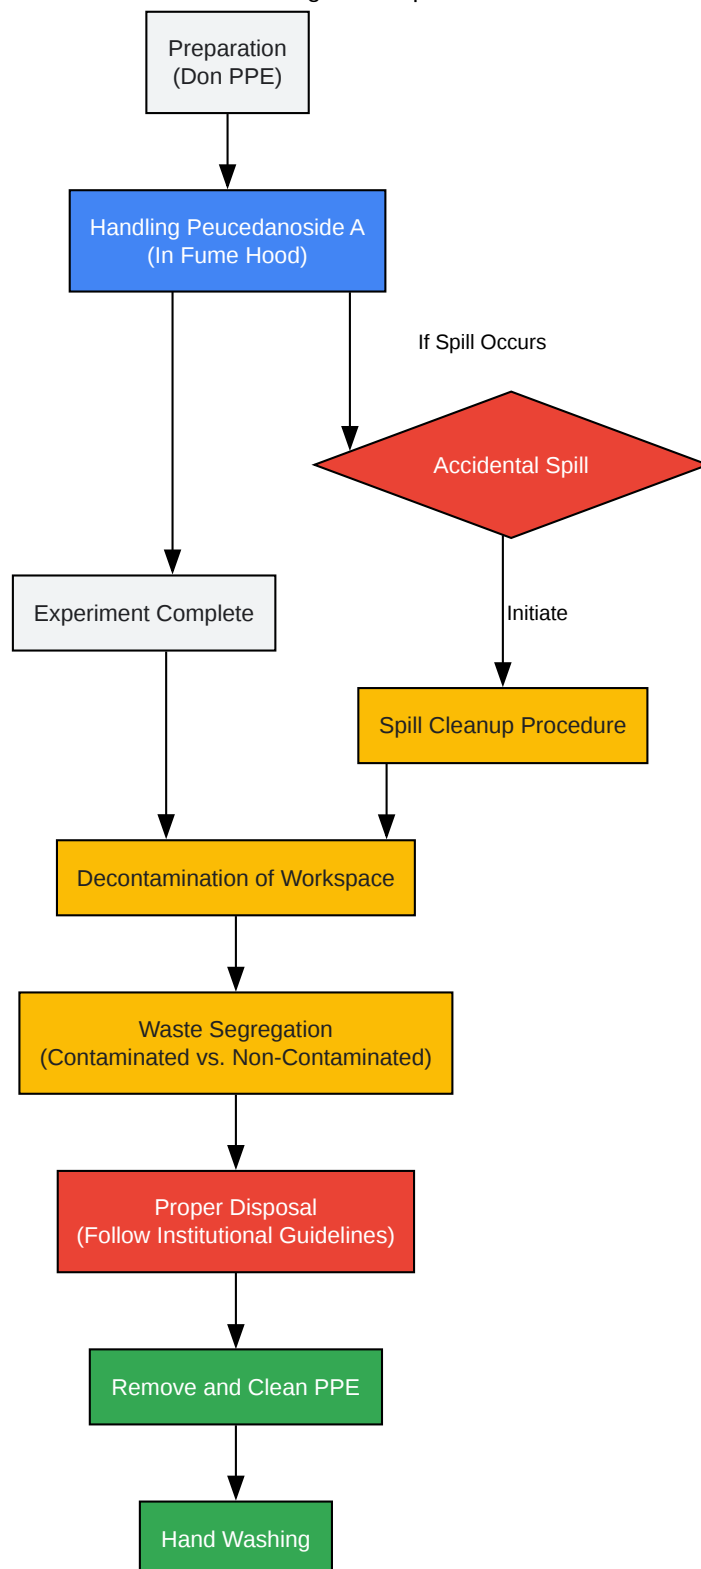 Preparation
(Don PPE)
Handling Peucedanoside A
(In Fume Hood)
If Spill Occurs
Accidental Spill
Experiment Complete
Initiate
Spill Cleanup Procedure
Decontamination of Workspace
Waste Segregation
(Contaminated vs. Non-Contaminated)
Proper Disposal
(Follow Institutional Guidelines)
Remove and Clean PPE
Hand Washing